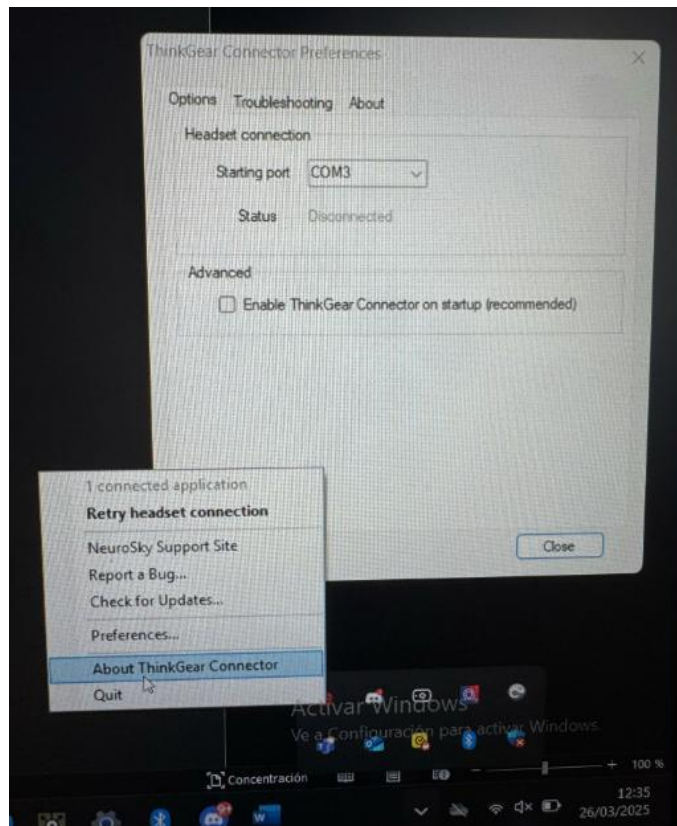 ThinkGear Connector Preferences
Options Troubleshooting About
Headset connection
Starting port COM3
Status Disconnected
Advanced
Enable ThinkGear Connector on startup (recommended)
Close
1 connected application
Retry headset connection
NeuroSky Support Site
Report a Bug...
Check for Updates...
Preferences...
About ThinkGear Connector
Quit
Activar Windows
Ve a Configuración para activar Windows.
Concentración
100 %
12:35
26/03/2025